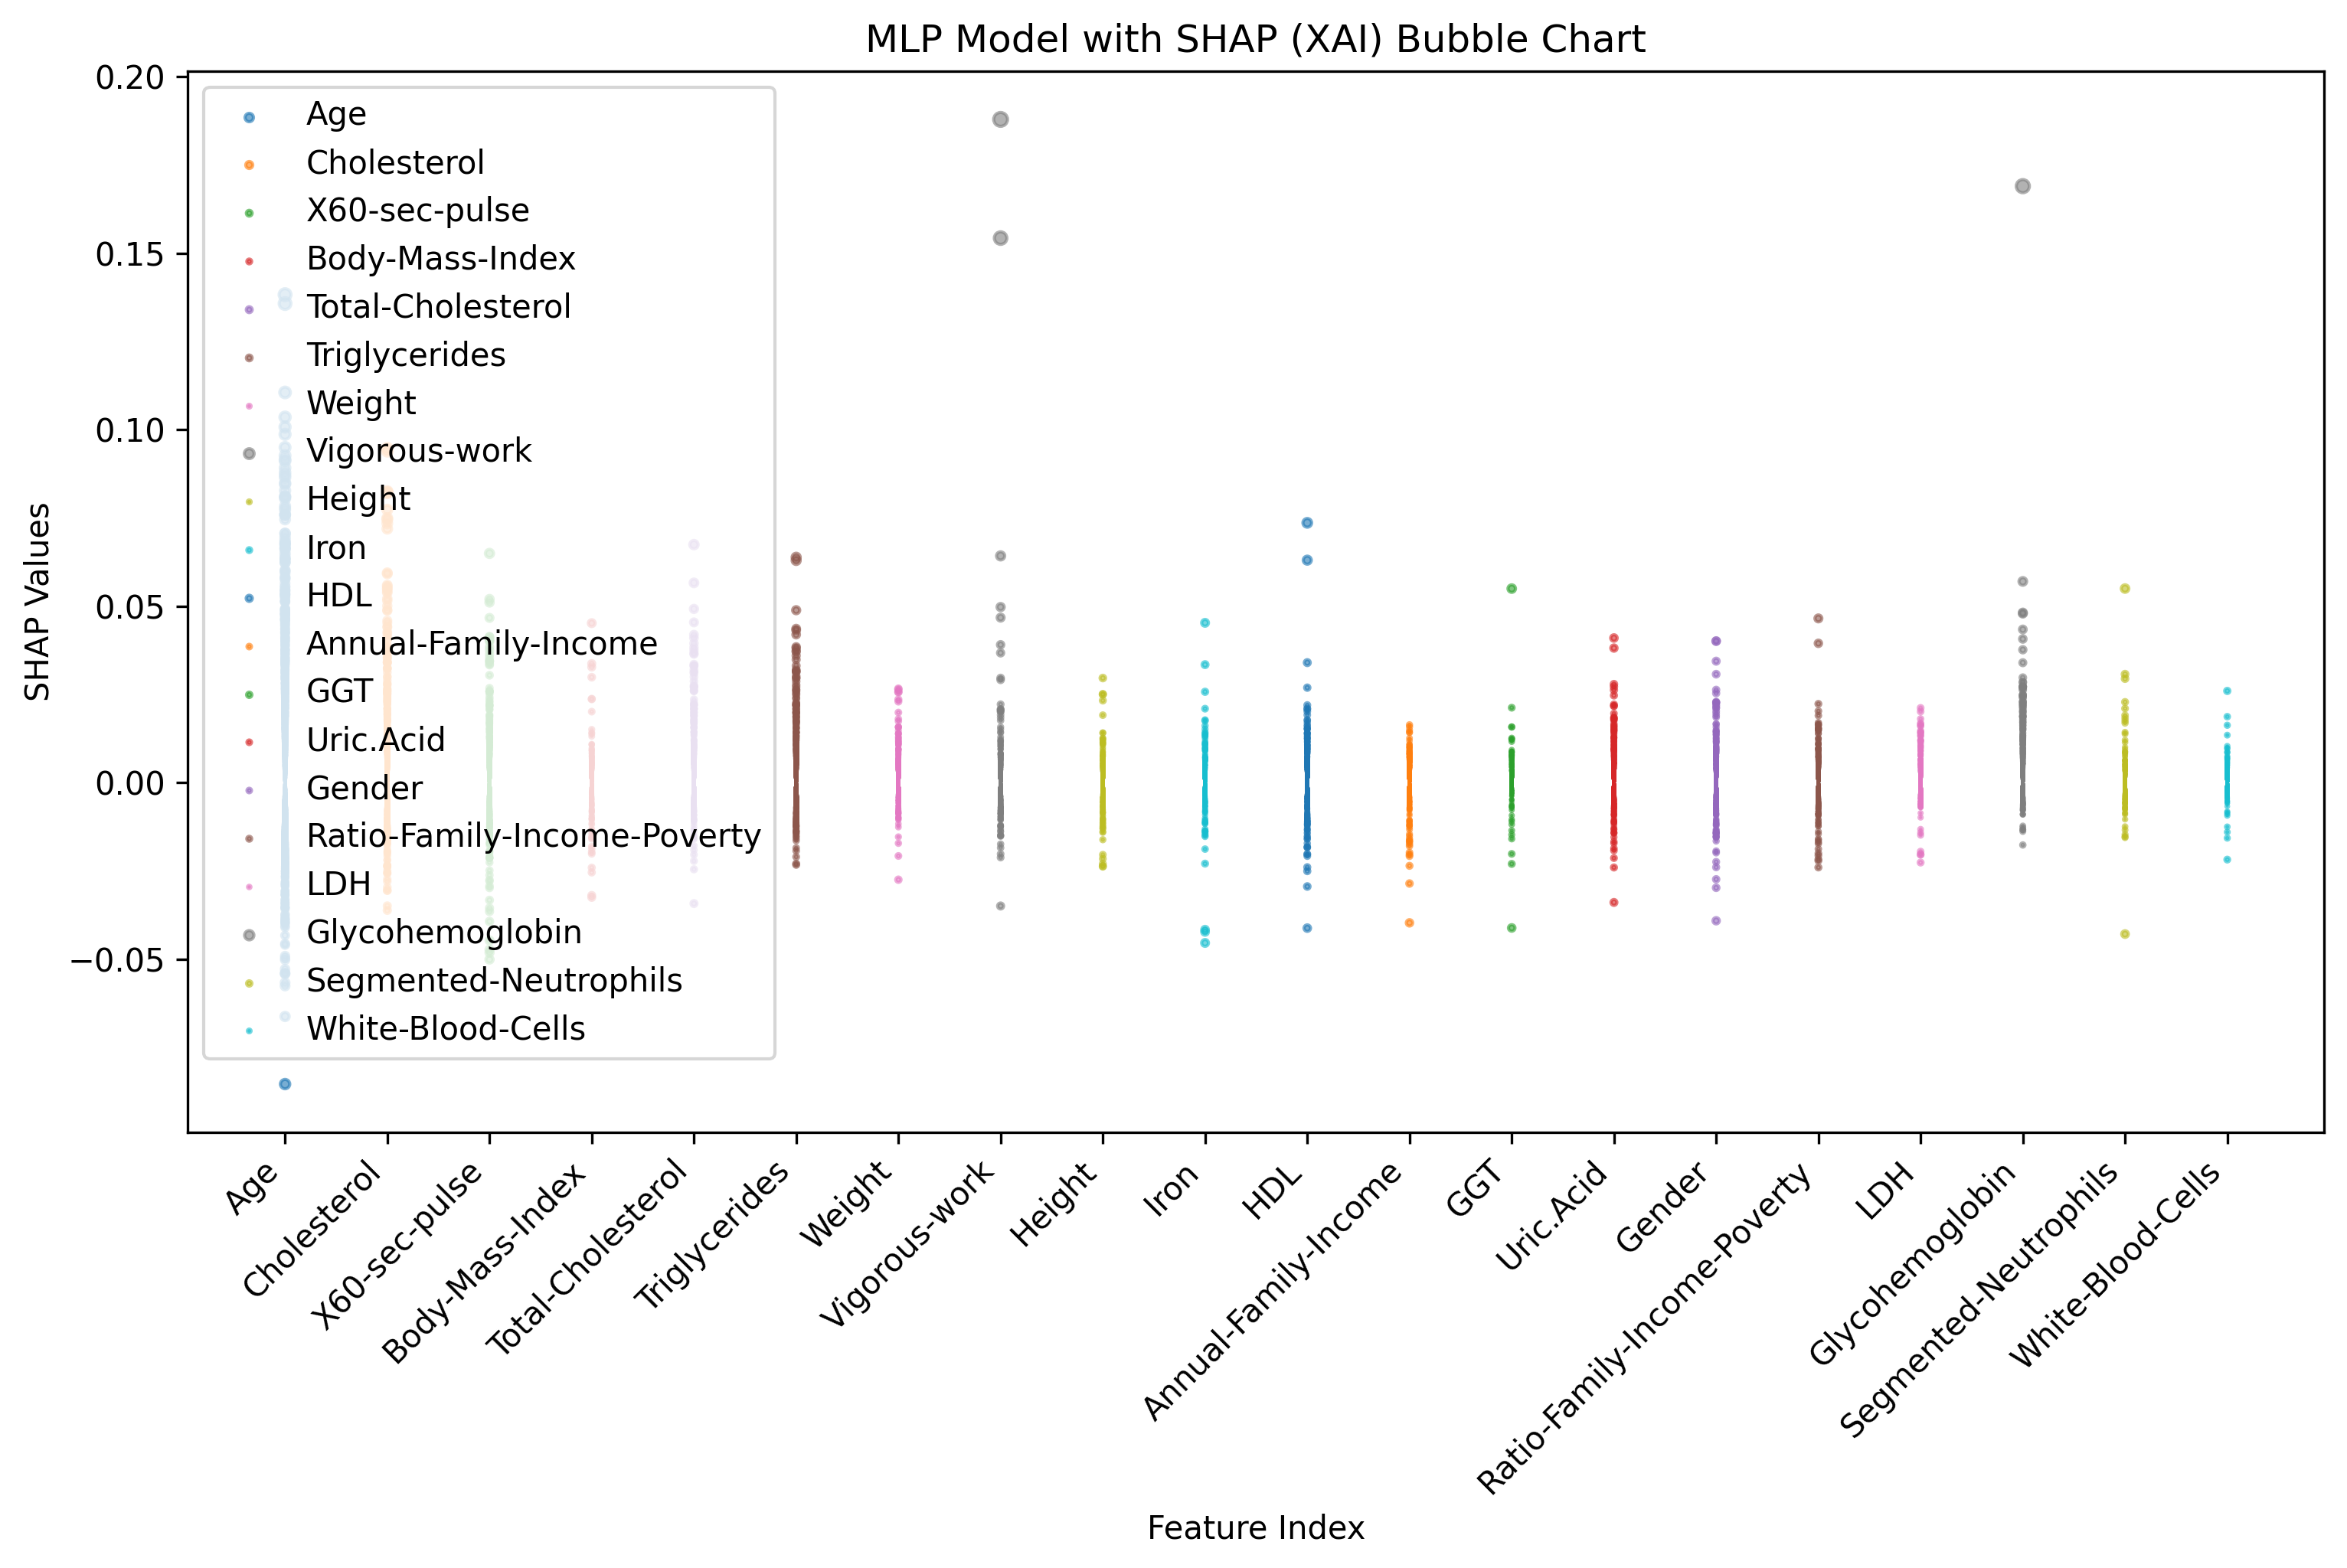 MLP Model with SHAP (XAI) Bubble Chart
SHAP Values
0.20
0.15
0.10
0.05
0.00
−0.05
Age
Cholesterol
X60-sec-pulse
Body-Mass-Index
Total-Cholesterol
Triglycerides
Weight
Vigorous-work
Height
Iron
HDL
Annual-Family-Income
GGT
Uric.Acid
Gender
Ratio-Family-Income-Poverty
LDH
Glycohemoglobin
Segmented-Neutrophils
White-Blood-Cells
Age
Cholesterol
X60-sec-pulse
Body-Mass-Index
Total-Cholesterol
Triglycerides
Weight
Vigorous-work
Height
Iron
HDL
Annual-Family-Income
GGT
Uric.Acid
Gender
Ratio-Family-Income-Poverty
LDH
Glycohemoglobin
Segmented-Neutrophils
White-Blood-Cells
Feature Index